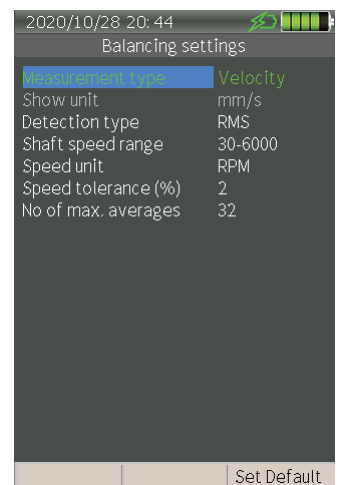 2020/10/28 20:44
Balancing settings
Measurement type Velocity
Show unit mm/s
Detection type RMS
Shaft speed range 30-6000
Speed unit RPM
Speed tolerance (%) 2
No of max. averages 32
Set Default